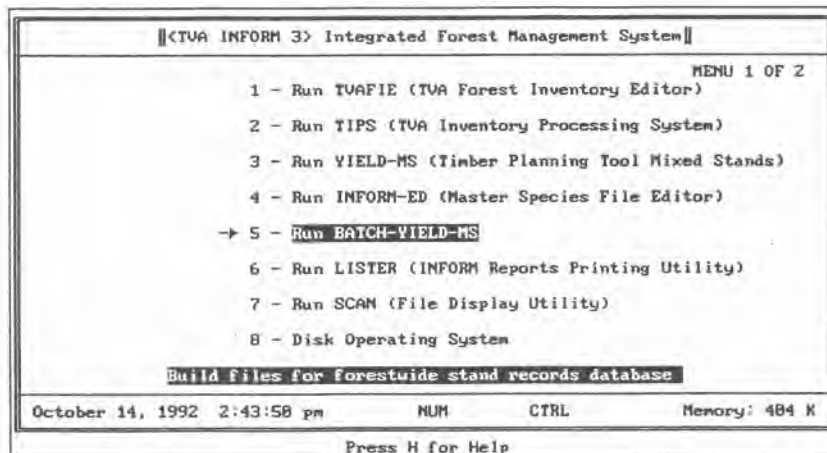 <TVA INFORM 3> Integrated Forest Management System
MENU 1 OF 2
1 - Run TVAFIE (TVA Forest Inventory Editor)
2 - Run TIPS (TVA Inventory Processing System)
3 - Run YIELD-MS (Timber Planning Tool Mixed Stands)
4 - Run INFORM-ED (Master Species File Editor)
→ 5 - Run BATCH-YIELD-MS
6 - Run LISTER (INFORM Reports Printing Utility)
7 - Run SCAN (File Display Utility)
8 - Disk Operating System
Build files for forestwide stand records database
October 14, 1992 2:43:50 pm NUM CTRL Memory: 404 K
Press H for Help